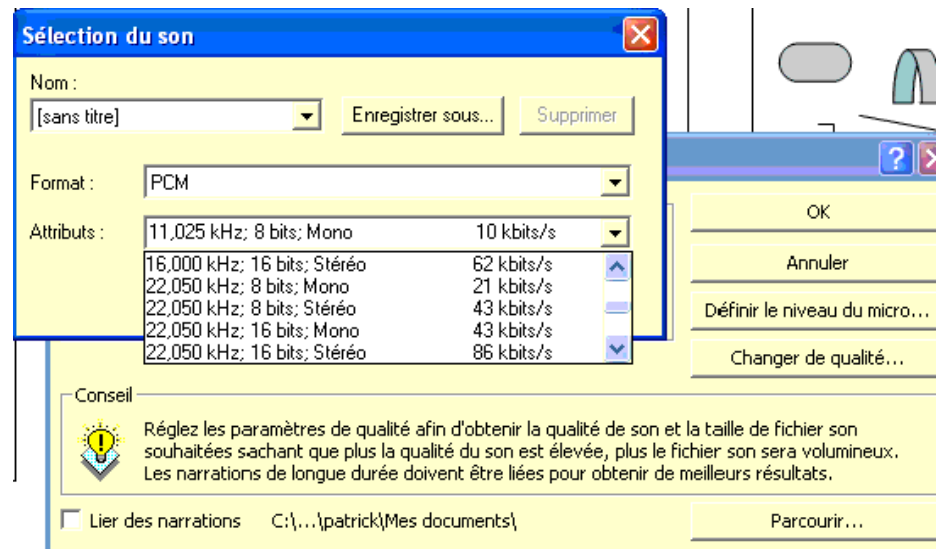 Sélection du son
Nom :
[sans titre]
Enregistrer sous...
Supprimer
Format :
PCM
Attributs :
11,025 kHz; 8 bits; Mono 10 kbits/s
16,000 kHz; 16 bits; Stéréo 62 kbits/s
22,050 kHz; 8 bits; Mono 21 kbits/s
22,050 kHz; 8 bits; Stéréo 43 kbits/s
22,050 kHz; 16 bits; Mono 43 kbits/s
22,050 kHz; 16 bits; Stéréo 86 kbits/s
?
OK
Annuler
Définir le niveau du micro...
Changer de qualité...
Conseil
Réglez les paramètres de qualité afin d'obtenir la qualité de son et la taille de fichier son
souhaitées sachant que plus la qualité du son est élevée, plus le fichier son sera volumineux.
Les narrations de longue durée doivent être liées pour obtenir de meilleurs résultats.
Lier des narrations C:\...\patrick\Mes documents\
Parcourir...